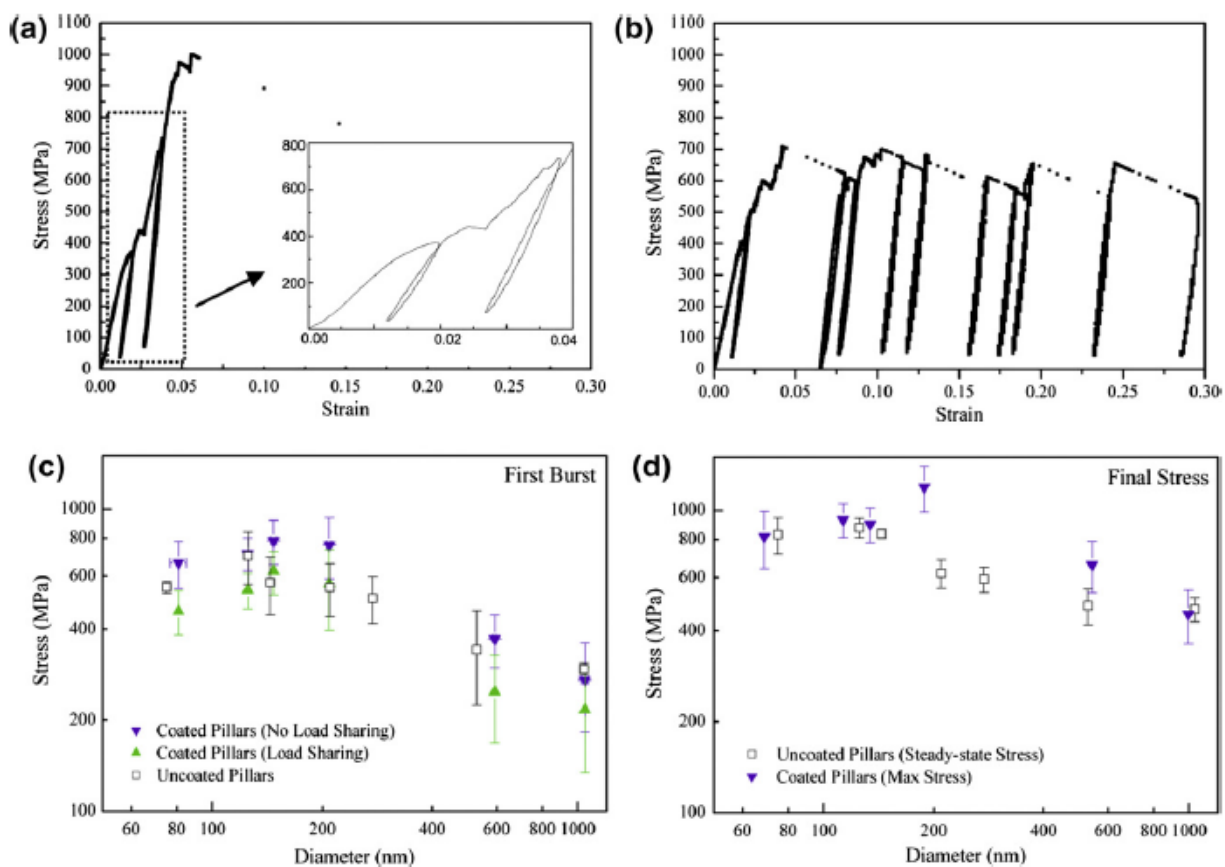 (a)
1100
1000
900
800
700
600
500
400
300
200
100
0
Stress (MPa)
0.00 0.05 0.10 0.15 0.20 0.25 0.30
Strain
800
600
400
200
0.00 0.02 0.04
(b)
1100
1000
900
800
700
600
500
400
300
200
100
0
Stress (MPa)
0.00 0.05 0.10 0.15 0.20 0.25 0.30
Strain
(c)
First Burst
1000
800
600
400
200
100
Stress (MPa)
Coated Pillars (No Load Sharing)
Coated Pillars (Load Sharing)
Uncoated Pillars
60 80 100 200 400 600 800 1000
Diameter (nm)
(d)
Final Stress
1000
800
600
400
200
100
Stress (MPa)
Uncoated Pillars (Steady-state Stress)
Coated Pillars (Max Stress)
60 80 100 200 400 600 800 1000
Diameter (nm)